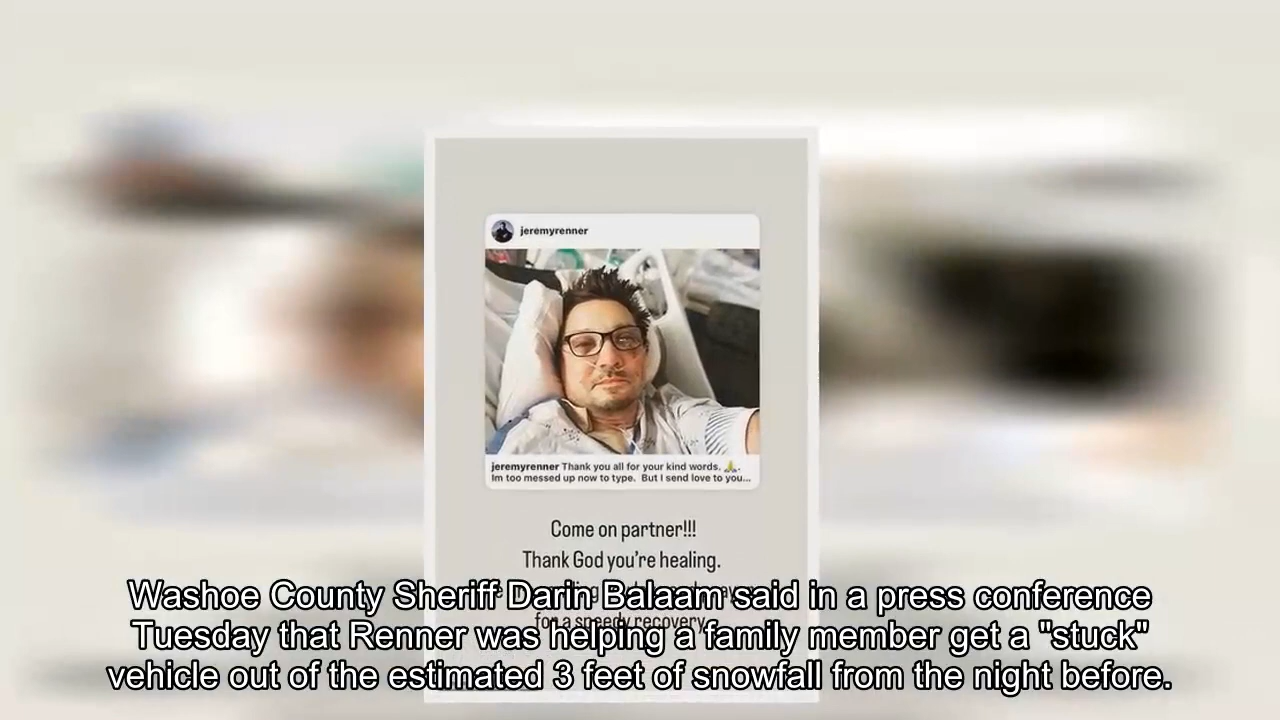 jeremyrenner
jeremyrenner Thank you all for your kind words. 🙏.
Im too messed up now to type. But I send love to you...
Come on partner!!!
Thank God you're healing.
for a speedy recovery
Washoe County Sheriff Darin Balaam said in a press conference
Tuesday that Renner was helping a family member get a "stuck"
vehicle out of the estimated 3 feet of snowfall from the night before.